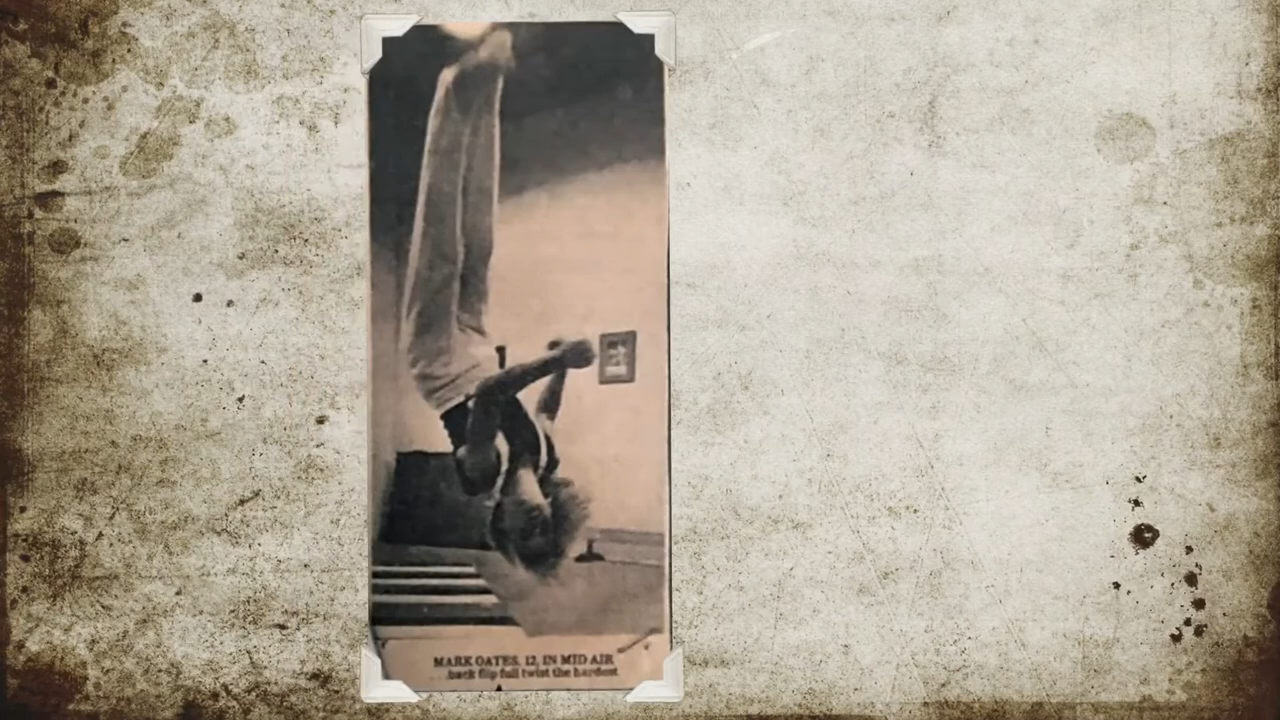 MARK OATES, 12, IN MID AIR
...back flip full twist the hardest